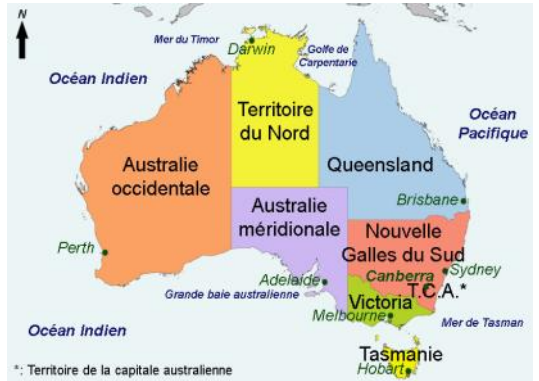 N
Mer du Timor
Darwin
Golfe de
Carpentarie
Océan Indien
Océan
Pacifique
Territoire
du Nord
Australie
occidentale
Queensland
Australie
méridionale
Brisbane
Nouvelle
Galles du Sud
Perth
Adelaide
Canberra
Sydney
T.C.A.*
Grande baie australienne
Victoria
Melbourne
Mer de Tasman
Océan Indien
Tasmanie
Hobart
*: Territoire de la capitale australienne